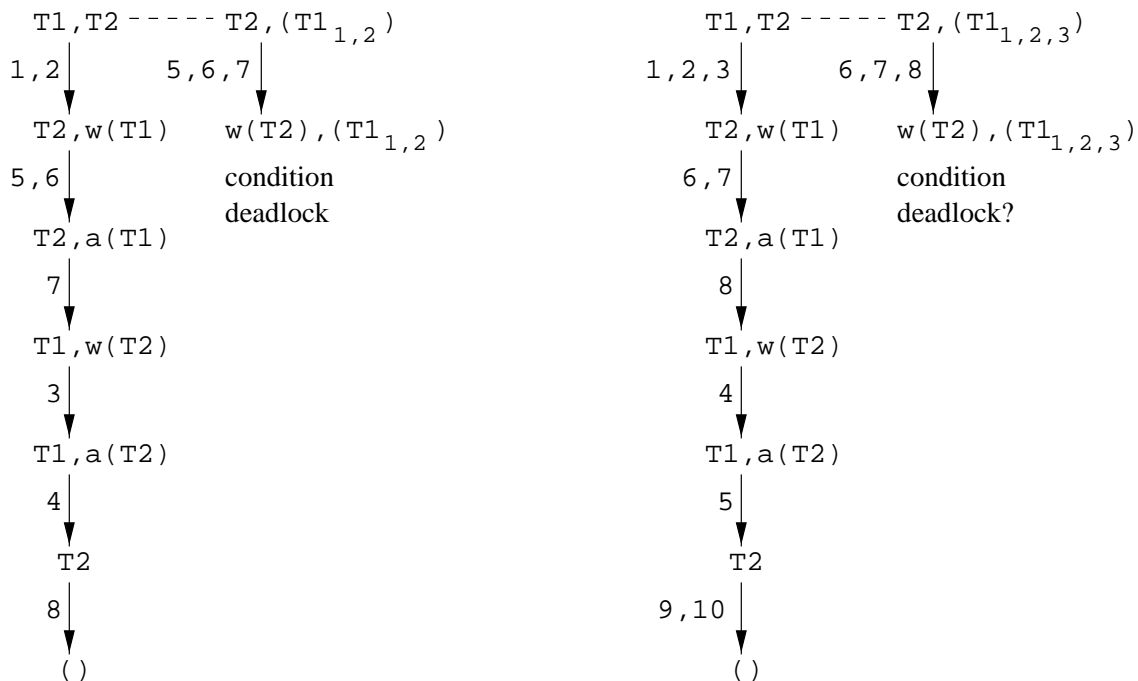 T1,T2 T2,(T1 1,2)
1,2 5,6,7
T2,w(T1) w(T2),(T1 1,2)
5,6 condition
deadlock
T2,a(T1)
7
T1,w(T2)
3
T1,a(T2)
4
T2
8
()
T1,T2 T2,(T1 1,2,3)
1,2,3 6,7,8
T2,w(T1) w(T2),(T1 1,2,3)
6,7 condition
deadlock?
T2,a(T1)
8
T1,w(T2)
4
T1,a(T2)
5
T2
9,10
()